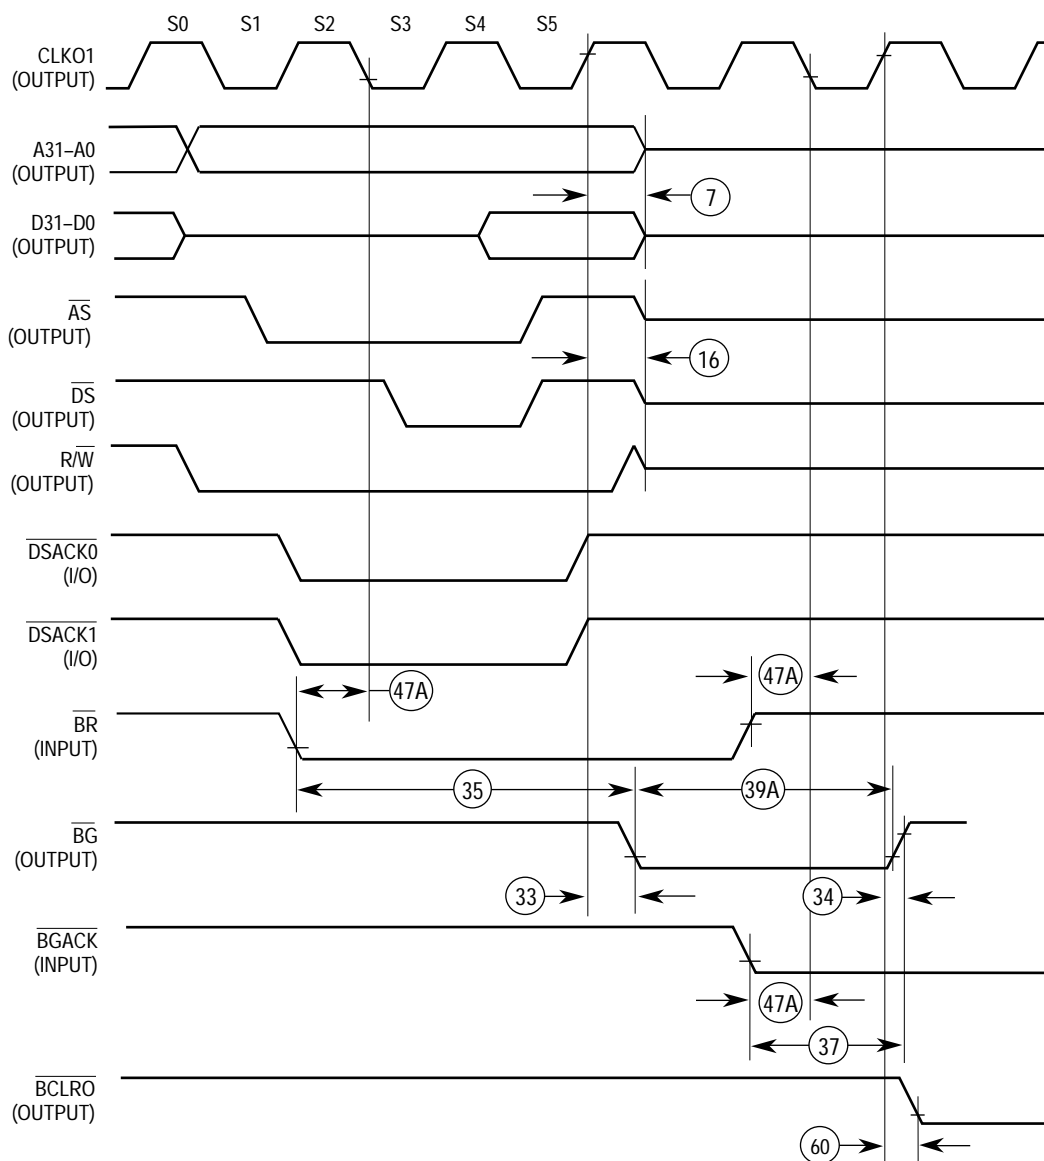 S0 S1 S2 S3 S4 S5
CLKO1
(OUTPUT)
A31–A0
(OUTPUT)
7
D31–D0
(OUTPUT)
AS
(OUTPUT)
16
DS
(OUTPUT)
R/W
(OUTPUT)
DSACK0
(I/O)
DSACK1
(I/O)
47A
47A
BR
(INPUT)
35
39A
BG
(OUTPUT)
33
34
BGACK
(INPUT)
47A
37
BCLRO
(OUTPUT)
60